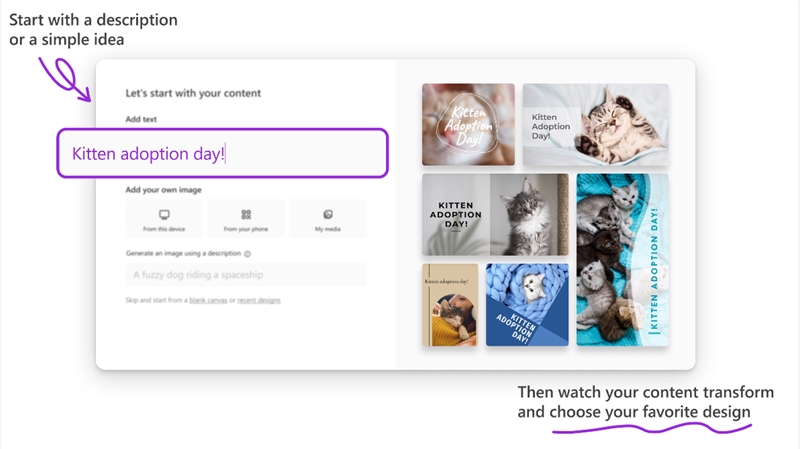 Start with a description
or a simple idea
Let's start with your content
Add text
Kitten adoption day!
Add your own image
From this device
From your phone
My media
Generate an image using a description
A fuzzy dog riding a spaceship
Skip and start from a blank canvas or recent designs
Kitten
Adoption
Day!
Kitten
Adoption
Day!
KITTEN
ADOPTION
DAY!
KITTEN ADOPTION DAY!
Kitten adoption day!
KITTEN
ADOPTION
DAY!
Then watch your content transform
and choose your favorite design